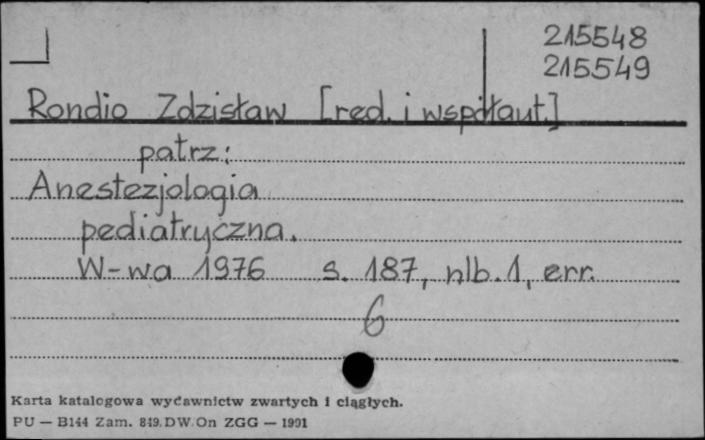 215548
215549
Rondio Zdzisław [red. i współaut.]
patrz:
Anestezjologia
pediatryczna.
W-wa 1976 s. 187, nlb. 1, err.
6
Karta katalogowa wydawnictw zwartych i ciągłych.
PU — B144 Zam. 849.DW.On ZGG — 1991